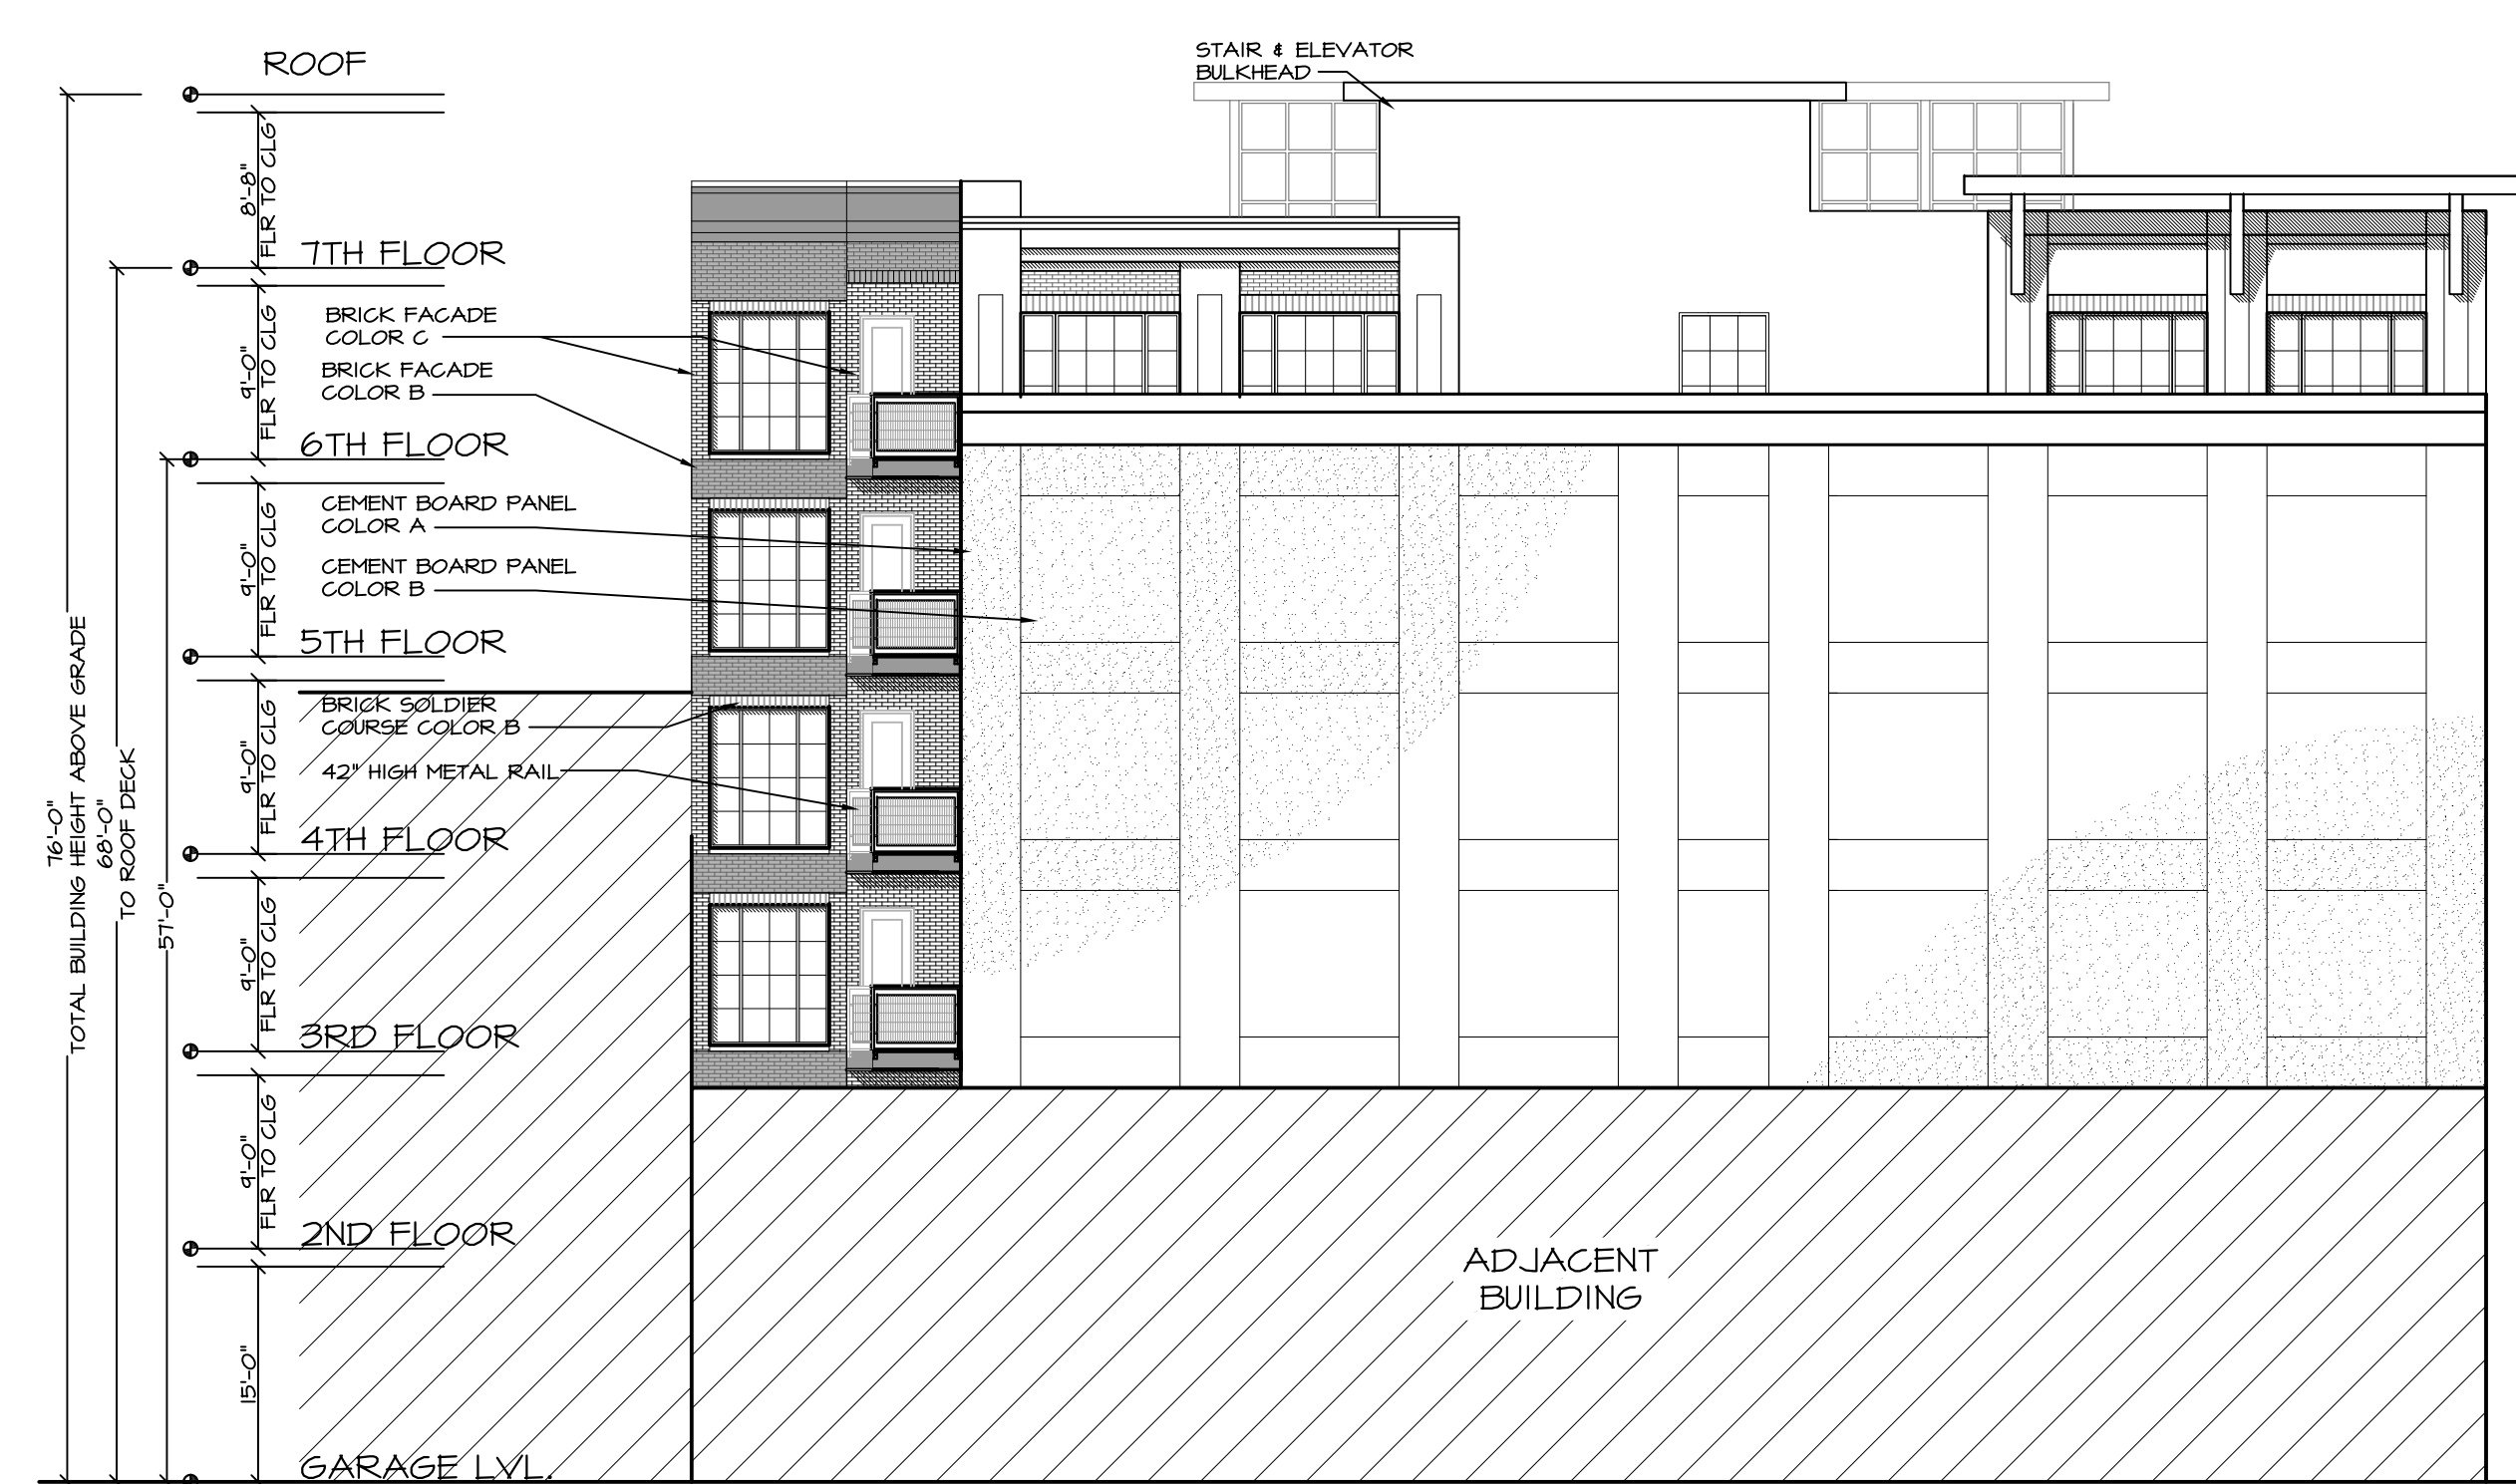 ROOF
STAIR & ELEVATOR
BULKHEAD
8'-8"
FLR TO CLG
7TH FLOOR
BRICK FACADE
COLOR C
BRICK FACADE
COLOR B
9'-0"
FLR TO CLG
6TH FLOOR
CEMENT BOARD PANEL
COLOR A
CEMENT BOARD PANEL
COLOR B
9'-0"
FLR TO CLG
5TH FLOOR
BRICK SOLDIER
COURSE COLOR B
42" HIGH METAL RAIL
9'-0"
FLR TO CLG
4TH FLOOR
76'-0"
TOTAL BUILDING HEIGHT ABOVE GRADE
68'-0"
TO ROOF DECK
57'-0"
9'-0"
FLR TO CLG
3RD FLOOR
9'-0"
FLR TO CLG
2ND FLOOR
ADJACENT
BUILDING
15'-0"
GARAGE LVL.